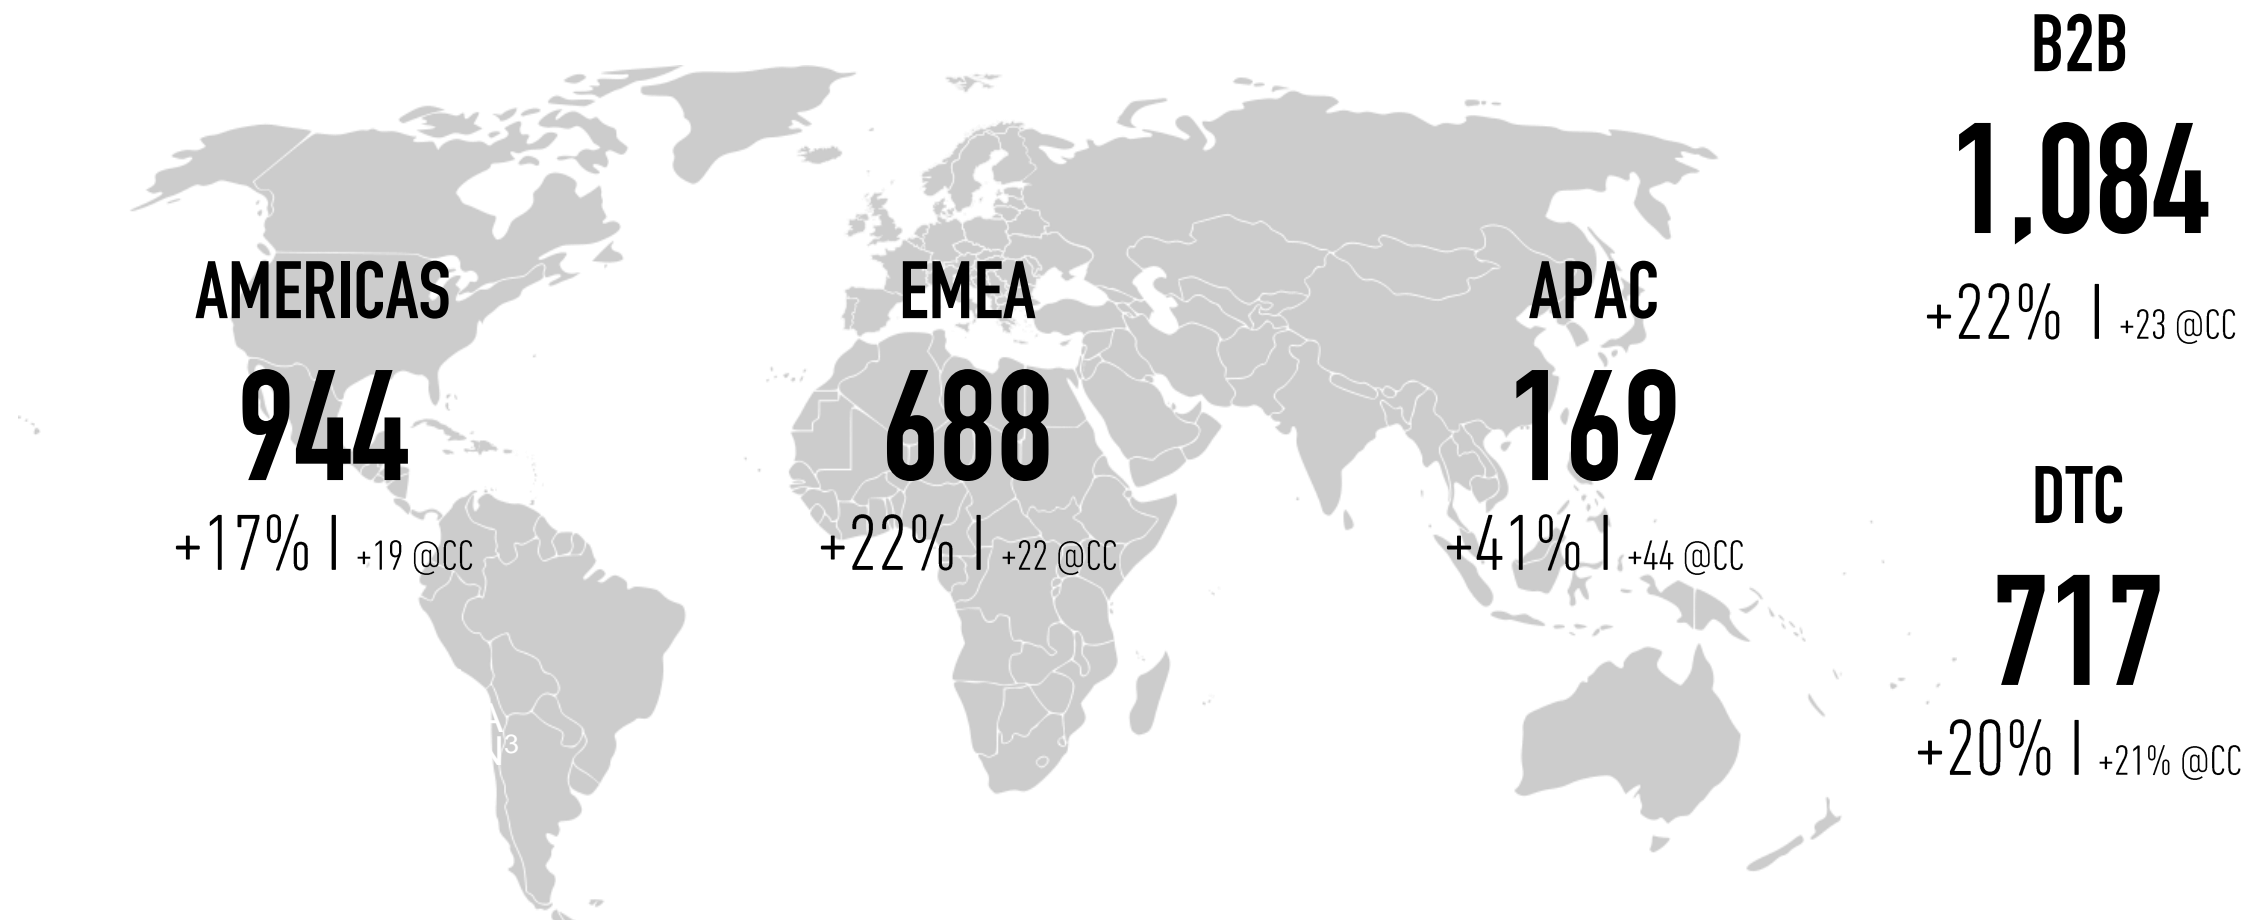 AMERICAS
944
+17% | +19 @CC
EMEA
688
+22% | +22 @CC
APAC
169
+41% | +44 @CC
B2B
1,084
+22% | +23 @CC
DTC
717
+20% | +21% @CC
3